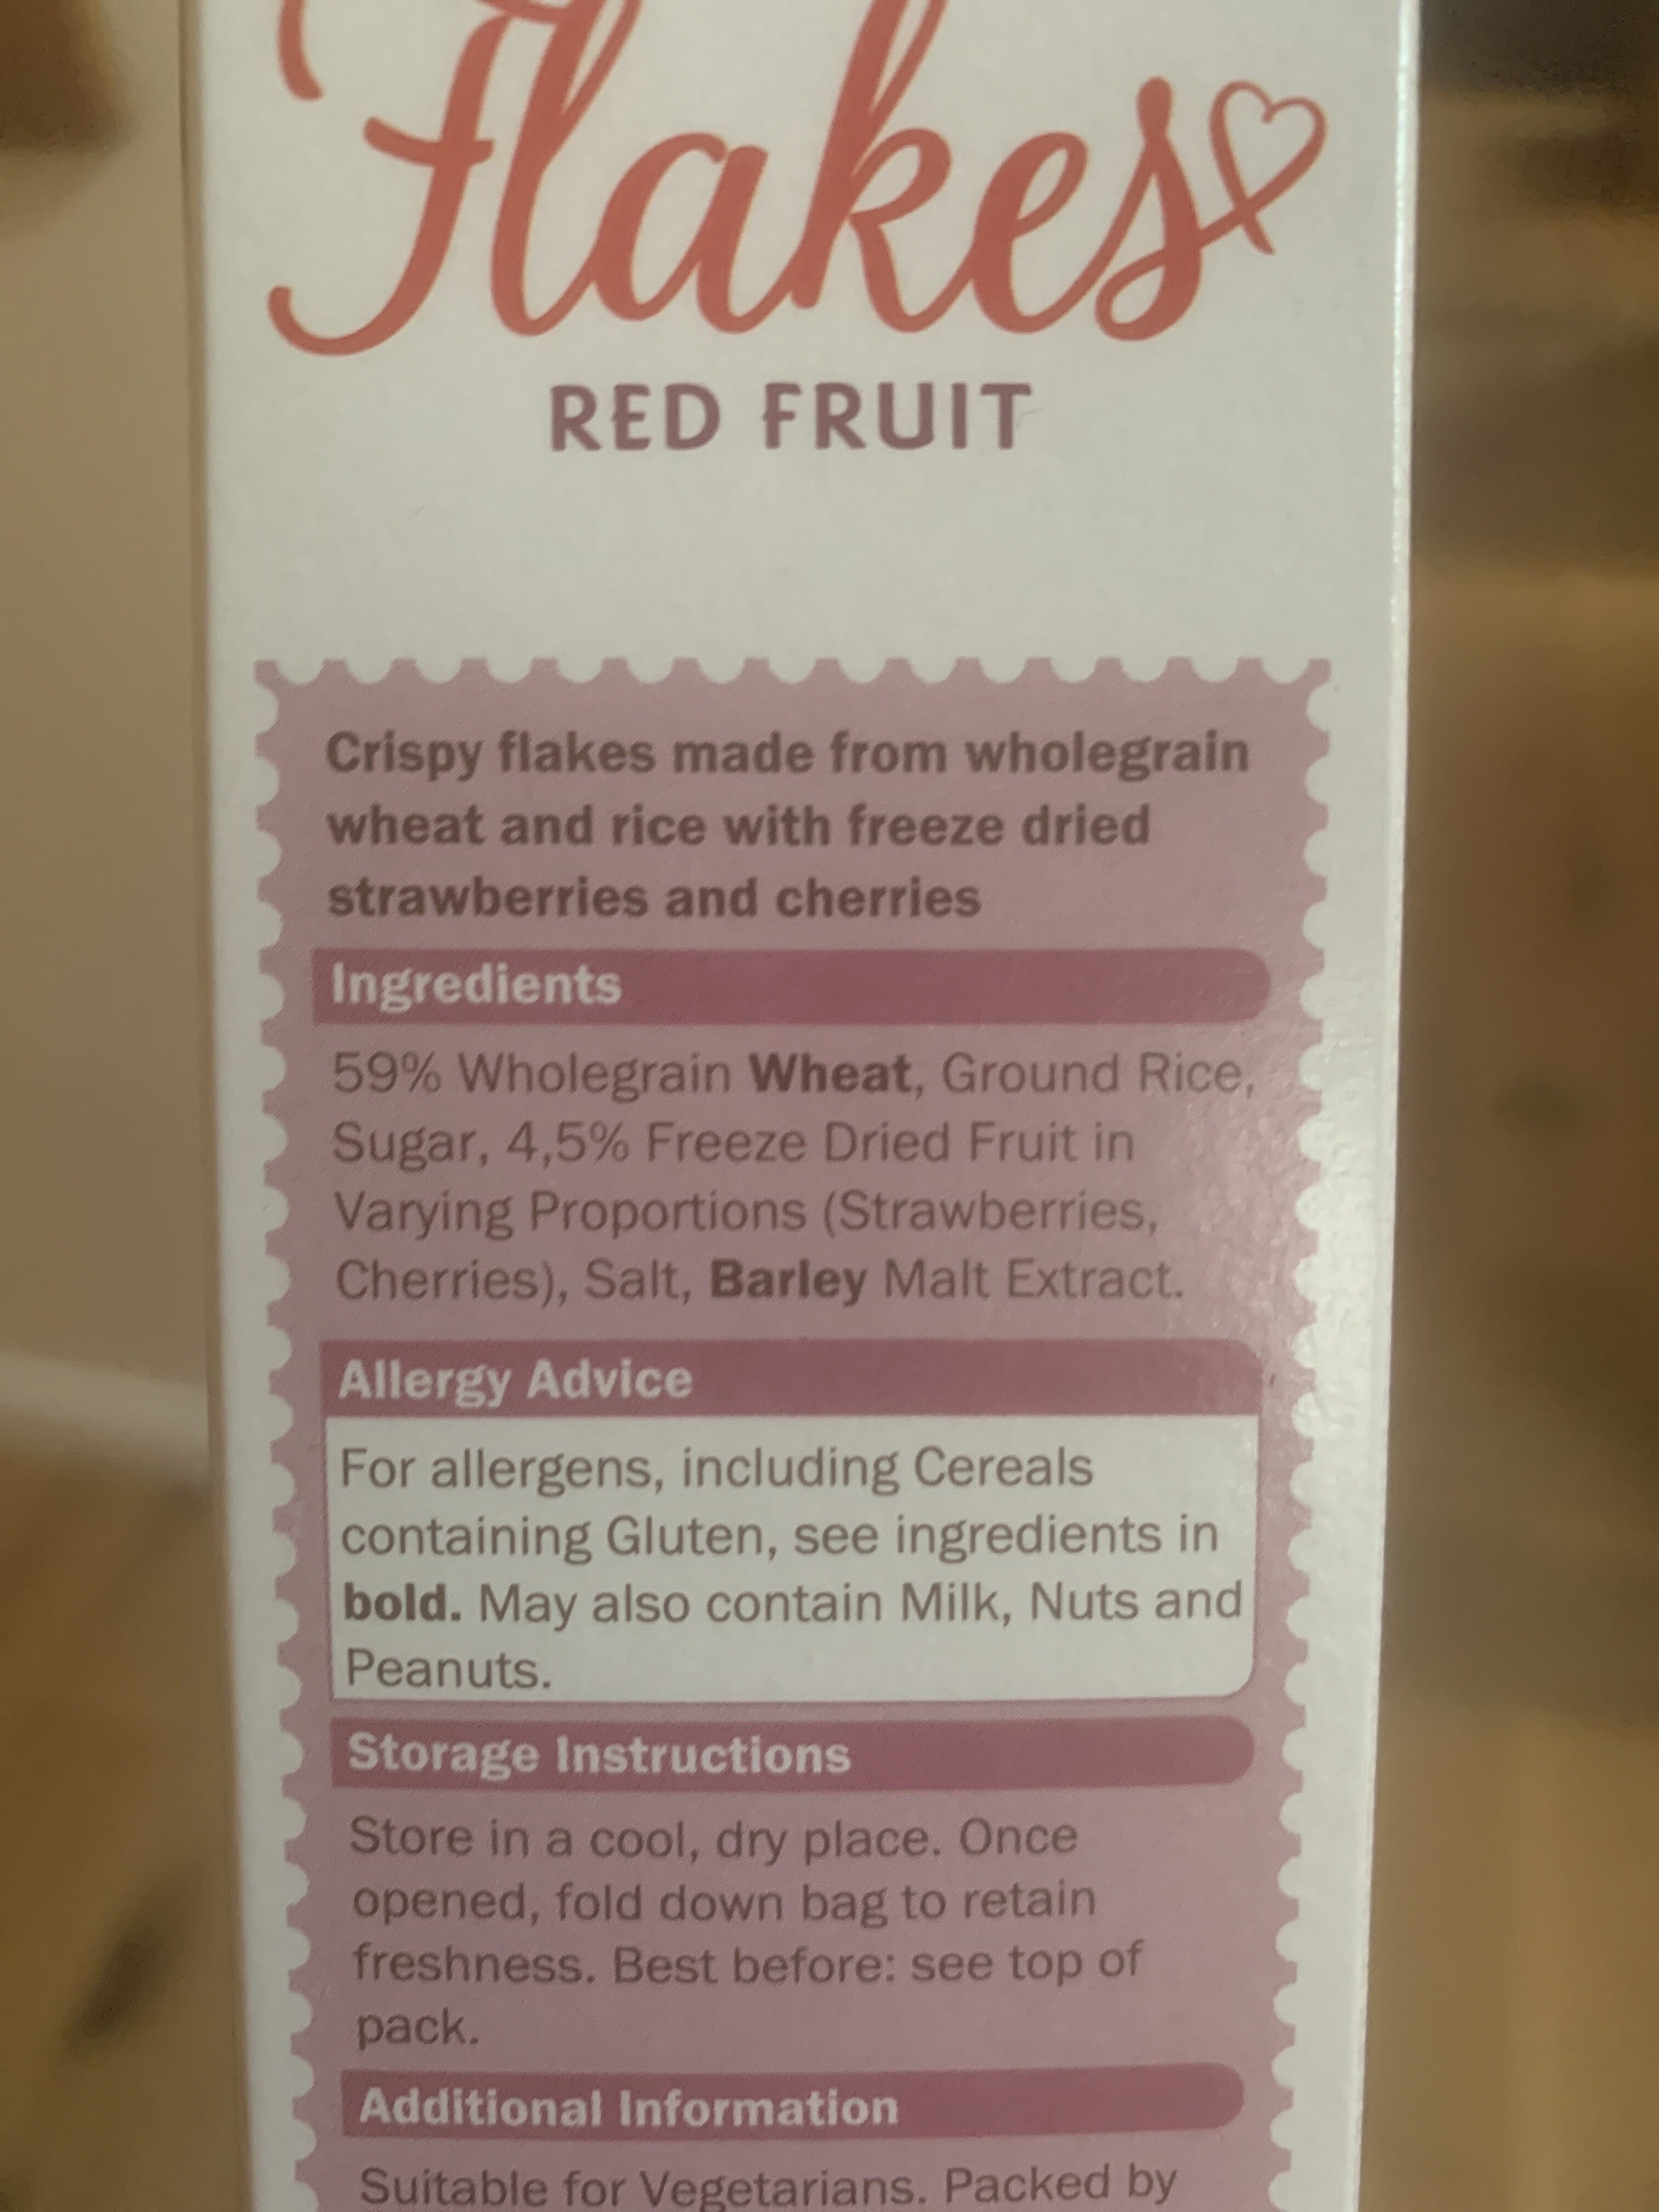 Flakes
RED FRUIT
Crispy flakes made from wholegrain
wheat and rice with freeze dried
strawberries and cherries
Ingredients
59% Wholegrain Wheat, Ground Rice,
Sugar, 4,5% Freeze Dried Fruit in
Varying Proportions (Strawberries,
Cherries), Salt, Barley Malt Extract.
Allergy Advice
For allergens, including Cereals
containing Gluten, see ingredients in
bold. May also contain Milk, Nuts and
Peanuts.
Storage Instructions
Store in a cool, dry place. Once
opened, fold down bag to retain
freshness. Best before: see top of
pack.
Additional Information
Suitable for Vegetarians. Packed by